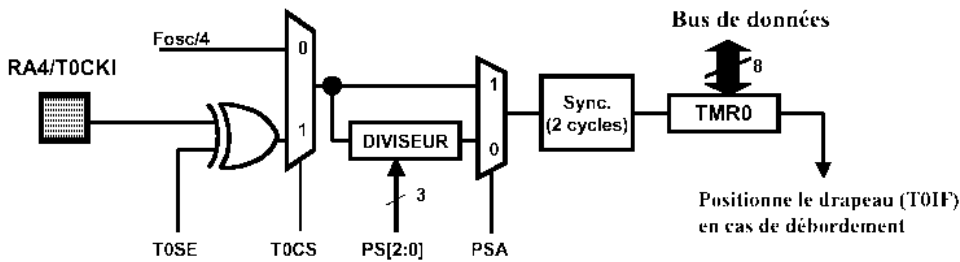 Bus de données
Fosc/4
0
8
RA4/T0CKI
1
Sync.
(2 cycles)
TMR0
1
DIVISEUR
0
3
Positionne le drapeau (T0IF)
en cas de débordement
T0SE
T0CS
PS[2:0]
PSA